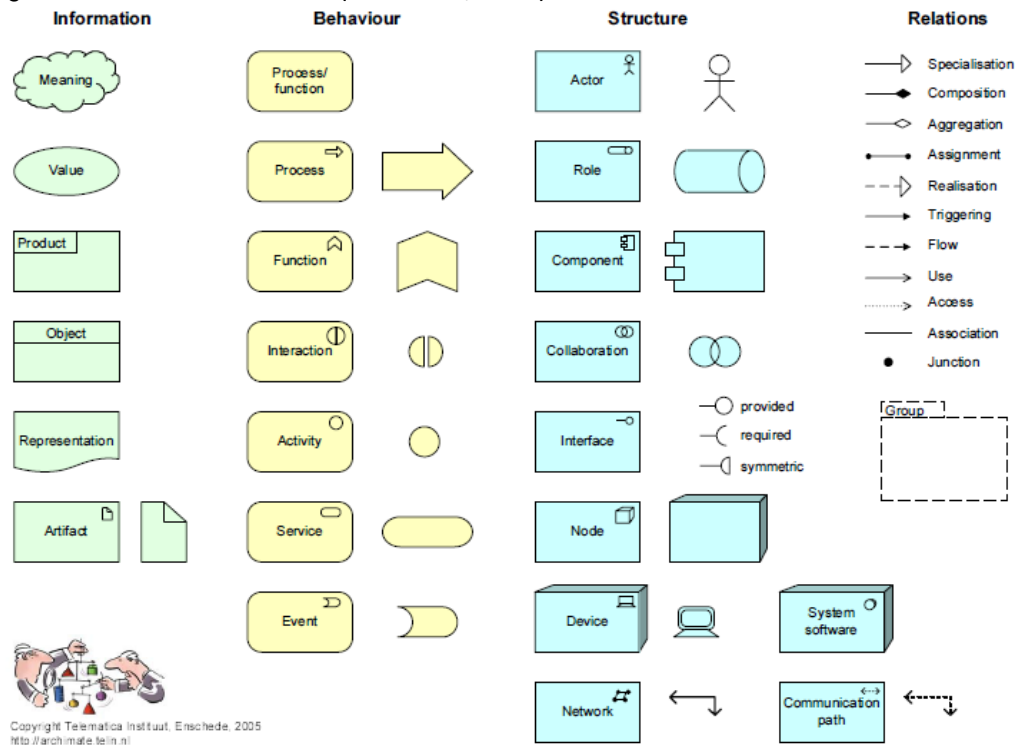 Information
Behaviour
Structure
Relations
Meaning
Process/
function
Actor
Specialisation
Composition
Aggregation
Value
Process
Role
Assignment
Realisation
Triggering
Product
Function
Component
Flow
Use
Access
Object
Interaction
Collaboration
Association
Junction
Representation
Activity
Interface
provided
required
symmetric
Group
Artifact
Service
Node
Event
Device
System
software
Network
Communication
path
Copyright Telematica Instituut, Enschede, 2005
http://archimate.telin.nl